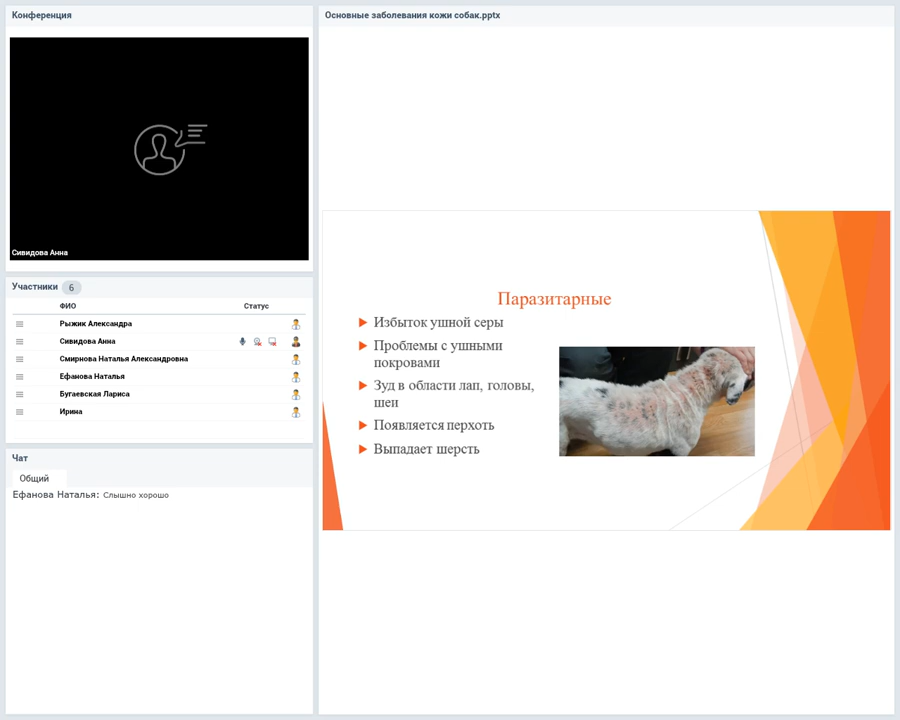 Конференция
Сивидова Анна
Участники 6
ФИО Статус
Рыжик Александра
Сивидова Анна
Смирнова Наталья Александровна
Ефанова Наталья
Бугаевская Лариса
Ирина
Чат
Общий
Ефанова Наталья: Слышно хорошо
Основные заболевания кожи собак.pptx
Паразитарные
Избыток ушной серы
Проблемы с ушными
покровами
Зуд в области лап, головы,
шеи
Появляется перхоть
Выпадает шерсть